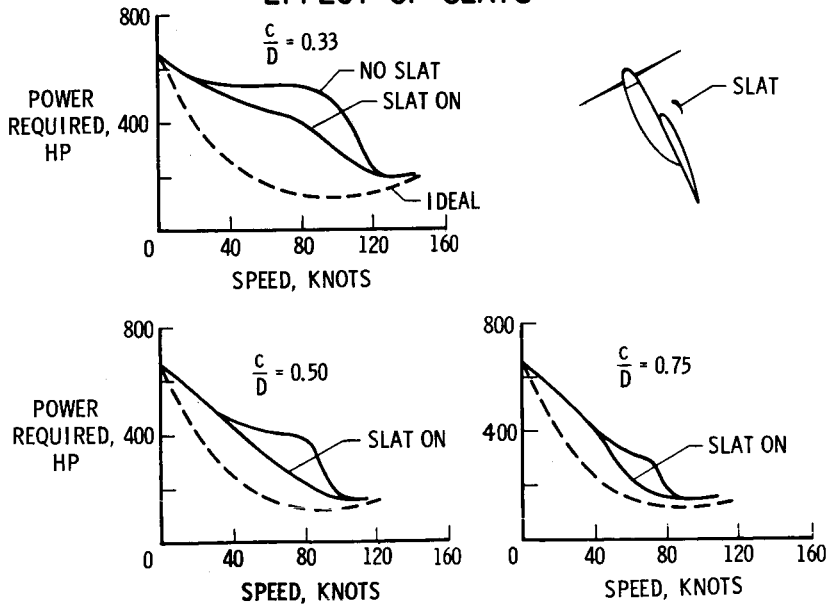 EFFECT OF SLATS
800
400
0
POWER
REQUIRED,
HP
c/D = 0.33
NO SLAT
SLAT ON
IDEAL
40 80 120 160
SPEED, KNOTS
SLAT
800
400
0
POWER
REQUIRED,
HP
c/D = 0.50
SLAT ON
40 80 120 160
SPEED, KNOTS
800
400
0
c/D = 0.75
SLAT ON
40 80 120 160
SPEED, KNOTS